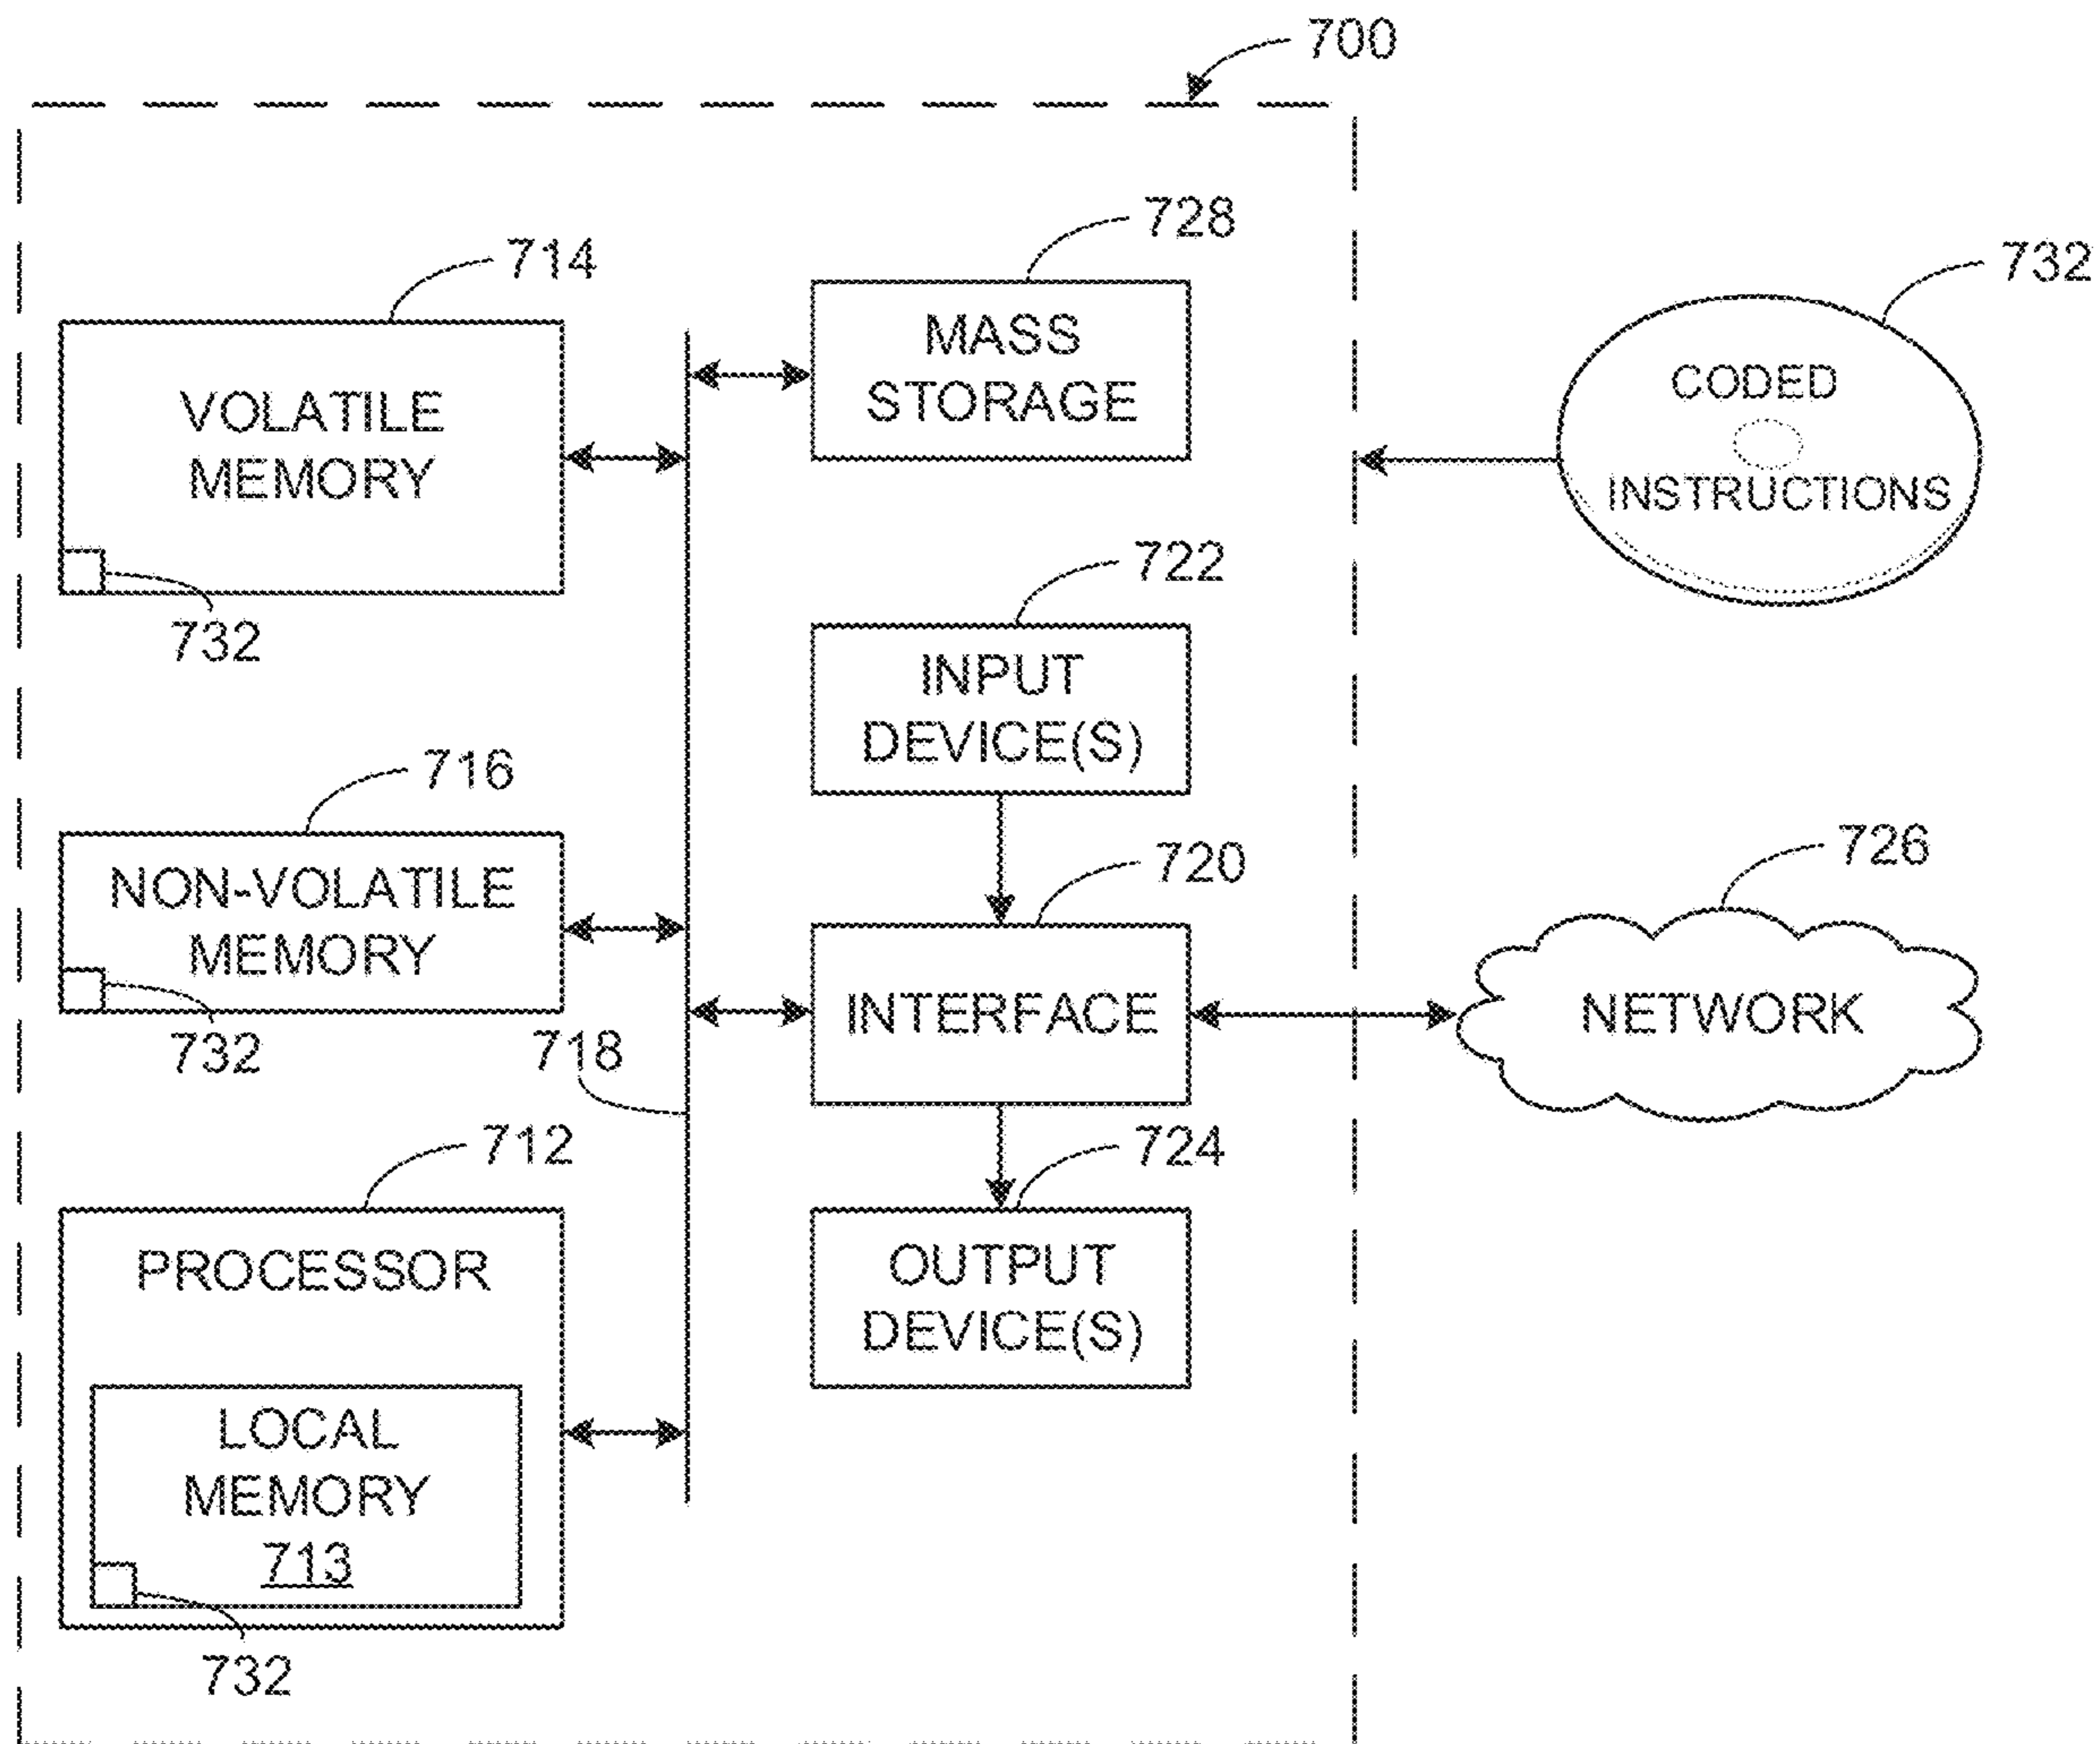 700
728
714
732
MASS
STORAGE
VOLATILE
MEMORY
CODED
INSTRUCTIONS
732
722
INPUT
DEVICE(S)
716
720
726
NON-VOLATILE
MEMORY
INTERFACE
NETWORK
732
718
712
724
PROCESSOR
OUTPUT
DEVICE(S)
LOCAL
MEMORY
713
732